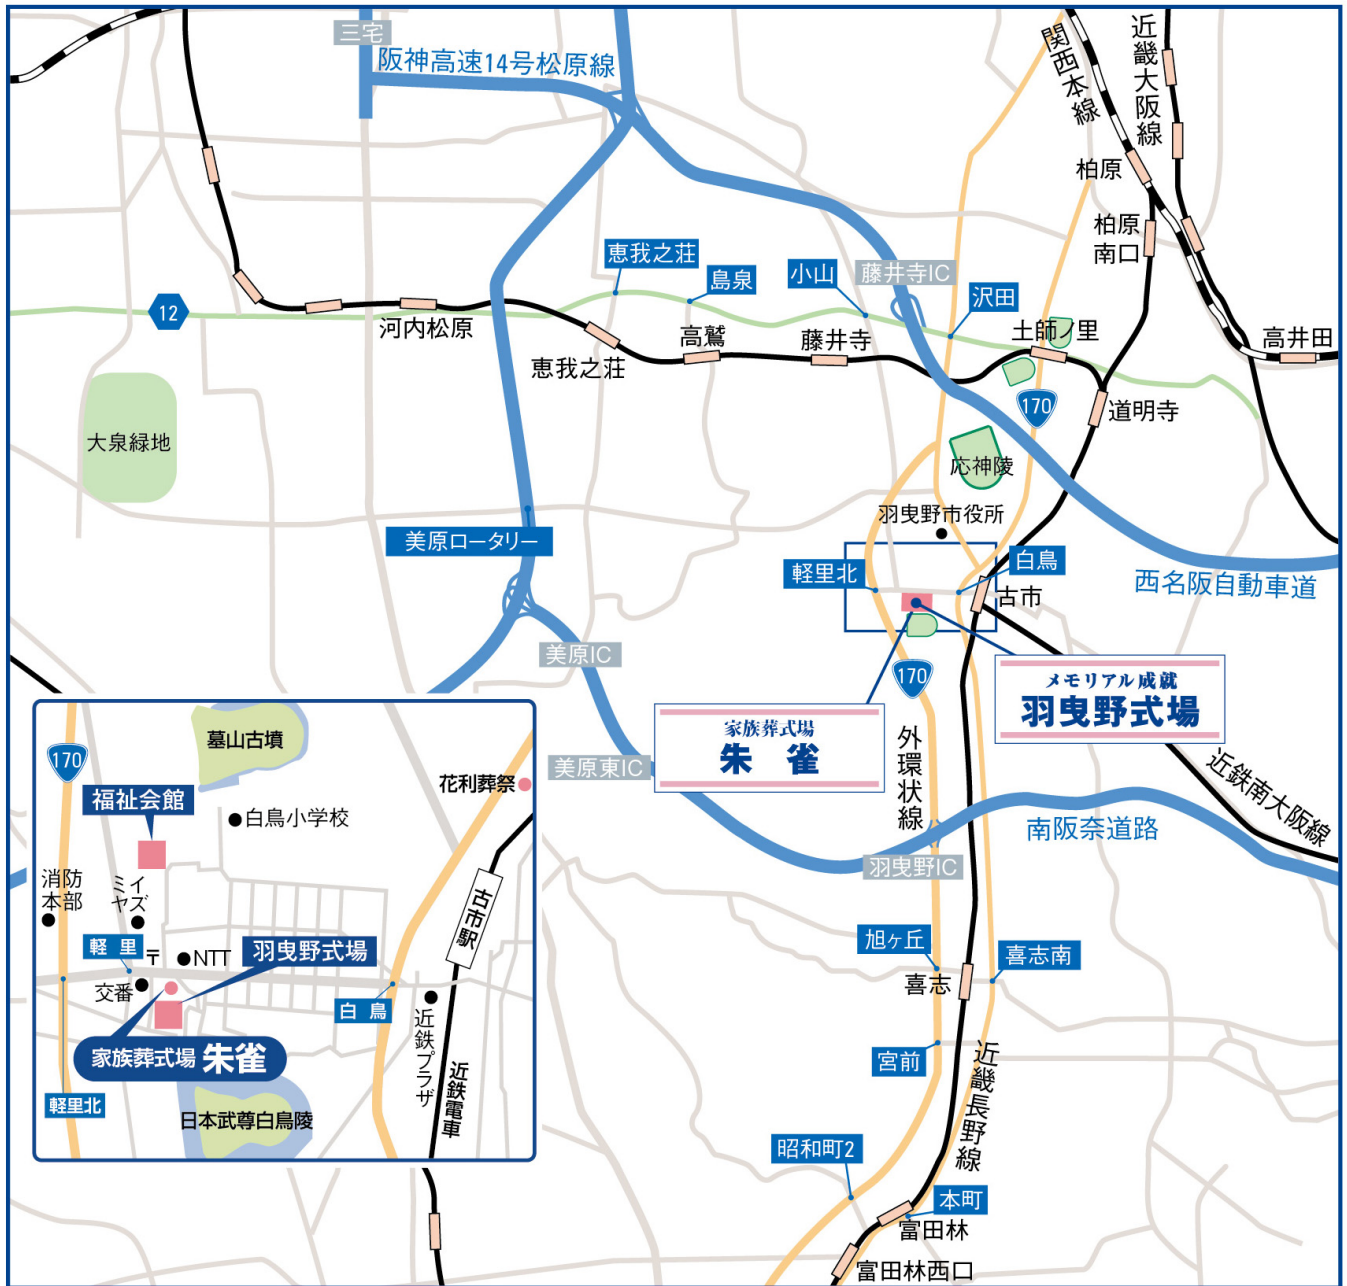 三宅
阪神高速14号松原線
関西本線
近畿大阪線
柏原
柏原
南口
恵我之荘
島泉
小山
藤井寺IC
沢田
12
河内松原
恵我之荘
高鷲
藤井寺
土師ノ里
高井田
170
道明寺
大泉緑地
応神陵
羽曳野市役所
美原ロータリー
軽里北
白鳥
古市
西名阪自動車道
美原IC
170
メモリアル成就
羽曳野式場
家族葬式場
朱雀
外環状線
美原東IC
近鉄南大阪線
南阪奈道路
羽曳野IC
旭ヶ丘
喜志
喜志南
宮前
近畿長野線
昭和町2
本町
富田林
富田林西口
170
墓山古墳
花利葬祭
福祉会館
白鳥小学校
消防
本部
ミイ
ヤズ
古市駅
軽里
〒
NTT
羽曳野式場
交番
白鳥
近鉄プラザ
家族葬式場 朱雀
近鉄電車
軽里北
日本武尊白鳥陵